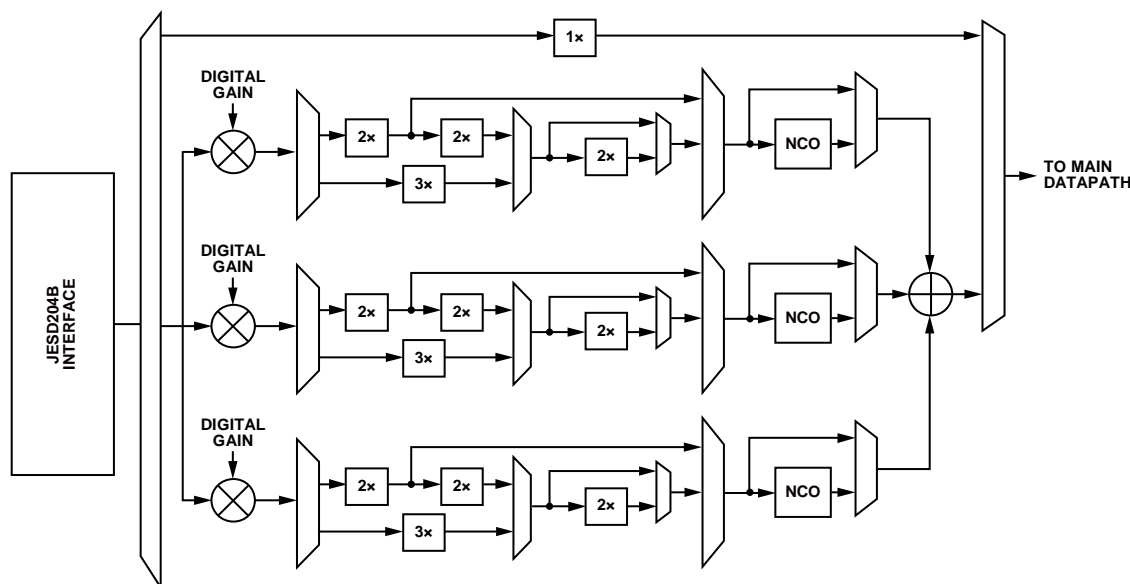 1×
DIGITAL
GAIN
2×
2×
2×
3×
NCO
TO MAIN
DATAPATH
JESD204B
INTERFACE
DIGITAL
GAIN
2×
2×
2×
3×
NCO
DIGITAL
GAIN
2×
2×
2×
3×
NCO